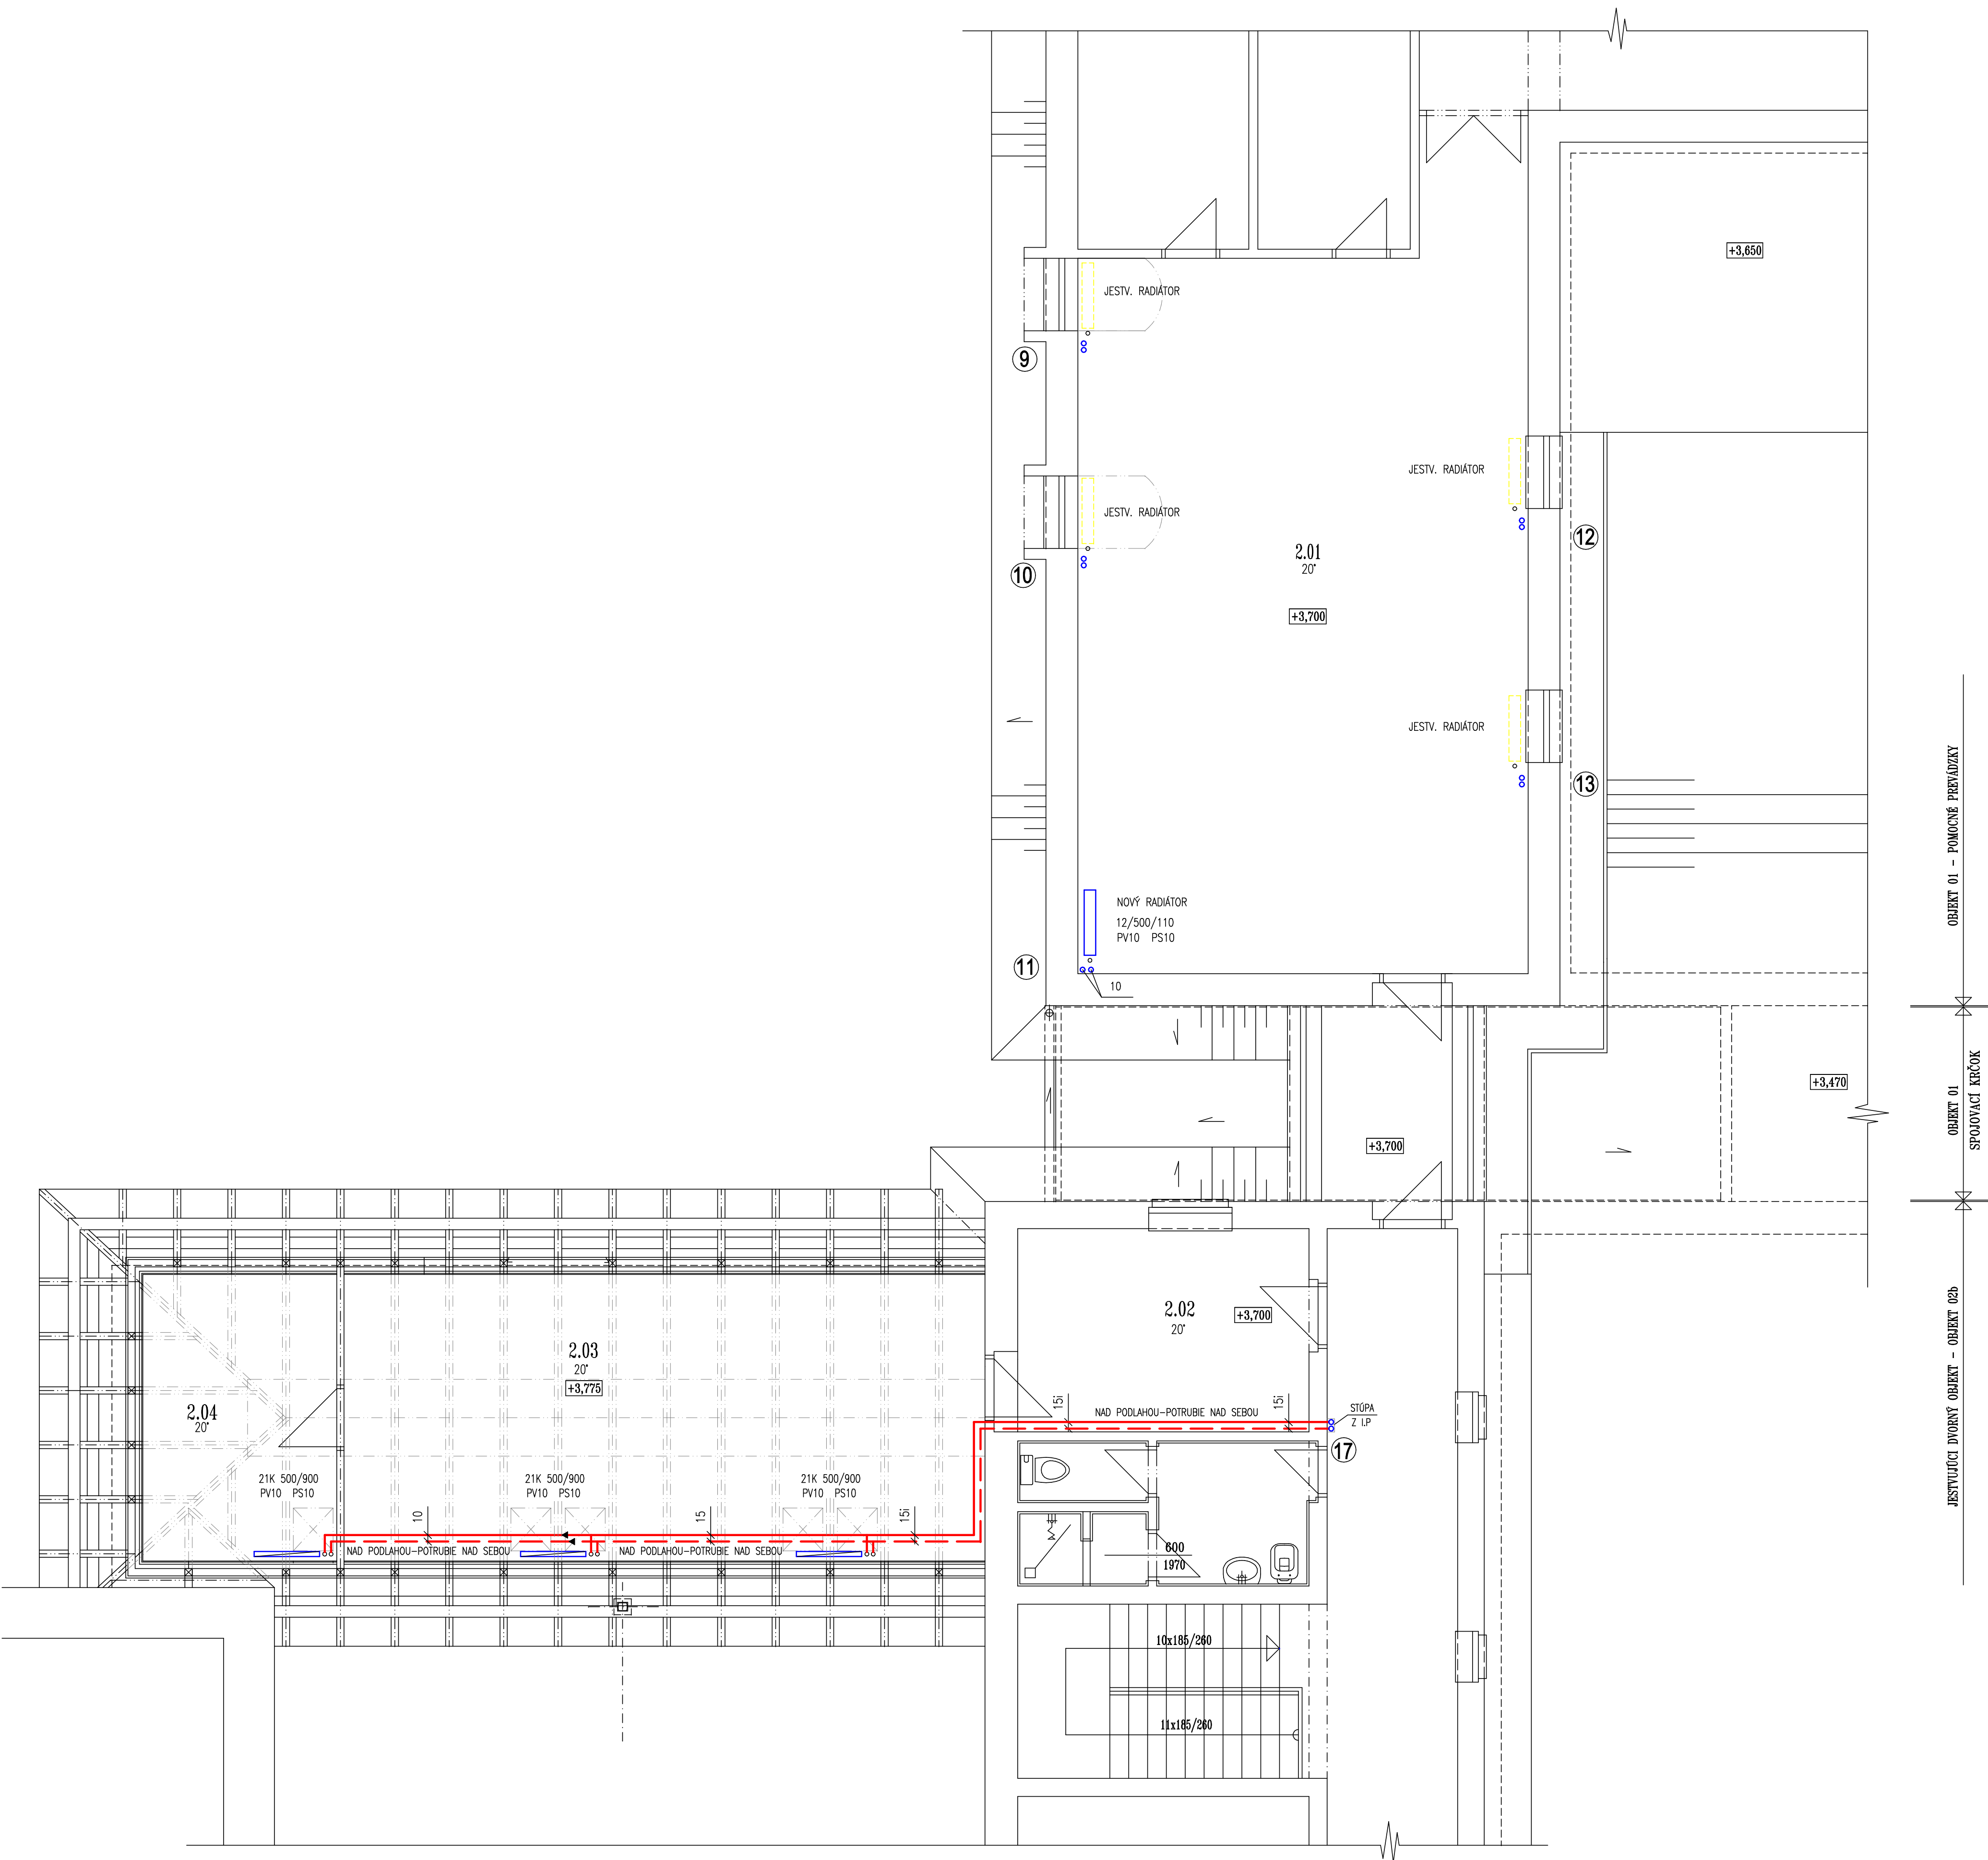 +3,650
JESTV. RADIÁTOR
9
JESTV. RADIÁTOR
JESTV. RADIÁTOR
12
10
2.01
20°
+3,700
JESTV. RADIÁTOR
13
NOVÝ RADIÁTOR
12/500/110
PV10 PS10
11
10
OBJEKT 01 - POMOCNÉ PREVÁDZKY
OBJEKT 01
SPOJOVACÍ KRČOK
+3,470
+3,700
JESTVUJÚCI DVORNÝ OBJEKT - OBJEKT 02b
2.02
20°
+3,700
2.03
20°
+3,775
2.04
20°
15i
NAD PODLAHOU-POTRUBIE NAD SEBOU
15i
STÚPA
Z I.P
17
21K 500/900
PV10 PS10
21K 500/900
PV10 PS10
21K 500/900
PV10 PS10
10
15
15i
NAD PODLAHOU-POTRUBIE NAD SEBOU
NAD PODLAHOU-POTRUBIE NAD SEBOU
600
1970
10x185/260
11x185/260